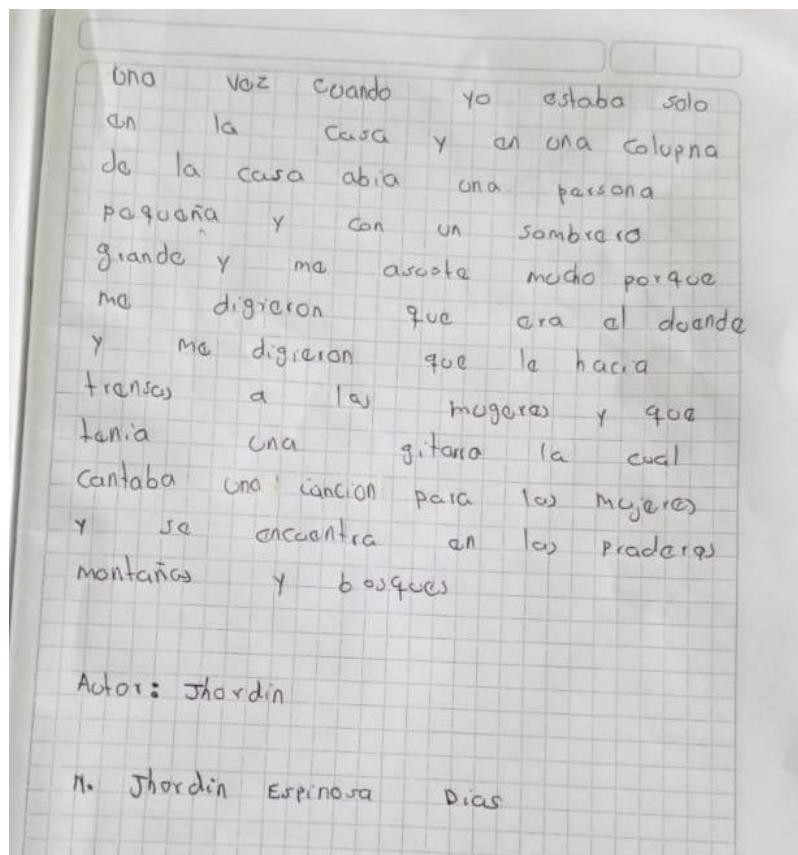 una vez cuando yo estaba solo
en la casa y en una colupna
de la casa abia una persona
pequeña y con un sombrero
grande y me ascote mucho porque
me digieron que era el duende
y me digieron que le hacia
trensas a las mugeres y que
tenia una gitarra la cual
cantaba una cancion para las mujeres
y se encuentra en las praderas
montañas y bosques
Autor: Jhordin
N. Jhordin Espinosa Dias